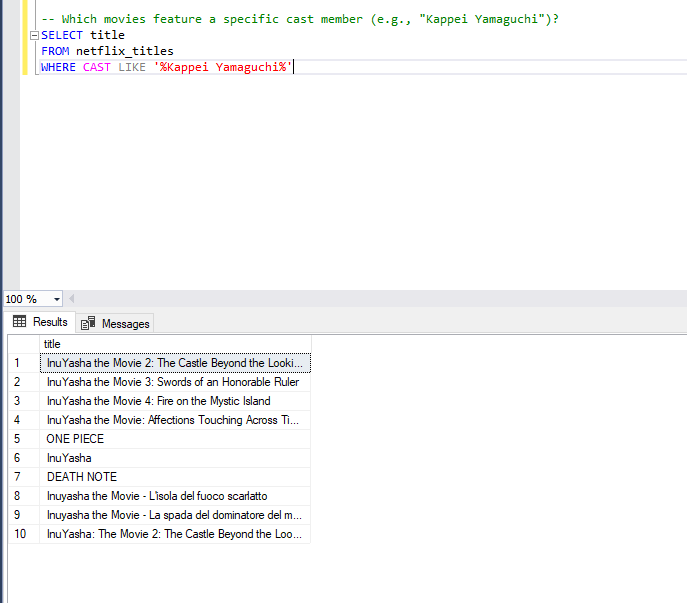 -- Which movies feature a specific cast member (e.g., "Kappei Yamaguchi")?
SELECT title
FROM netflix_titles
WHERE CAST LIKE '%Kappei Yamaguchi%'
100 %
Results
Messages
title
1 InuYasha the Movie 2: The Castle Beyond the Looki...
2 InuYasha the Movie 3: Swords of an Honorable Ruler
3 InuYasha the Movie 4: Fire on the Mystic Island
4 InuYasha the Movie: Affections Touching Across Ti...
5 ONE PIECE
6 InuYasha
7 DEATH NOTE
8 Inuyasha the Movie - L'isola del fuoco scarlatto
9 Inuyasha the Movie - La spada del dominatore del m...
10 InuYasha: The Movie 2: The Castle Beyond the Loo...